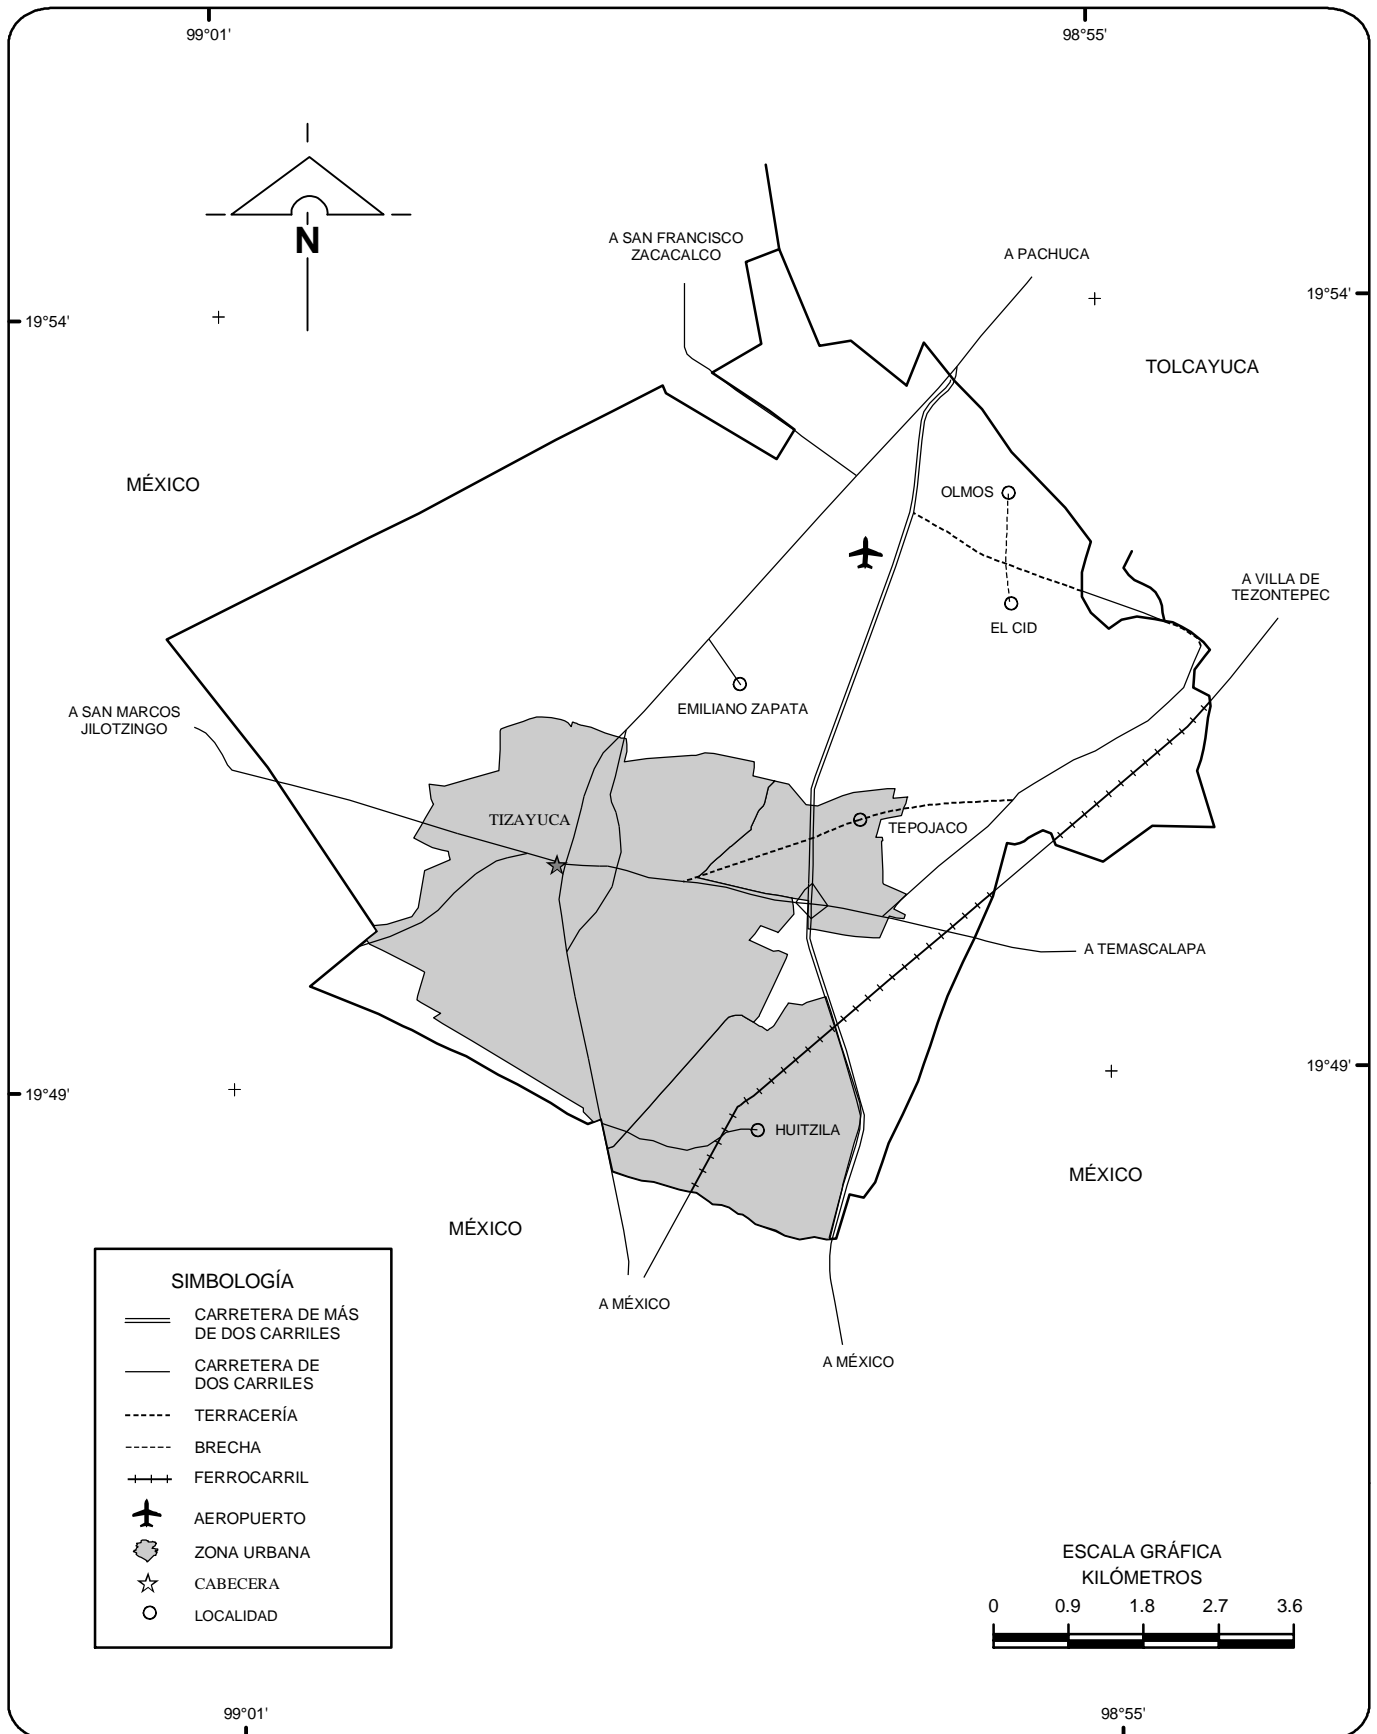 99°01'
98°55'
N
A SAN FRANCISCO
ZACACALCO
A PACHUCA
19°54'
19°54'
TOLCAYUCA
MÉXICO
OLMOS
A VILLA DE
TEZONTEPEC
EL CID
EMILIANO ZAPATA
A SAN MARCOS
JILOTZINGO
TIZAYUCA
TEPOJACO
A TEMASCALAPA
19°49'
19°49'
HUITZILA
MÉXICO
MÉXICO
A MÉXICO
A MÉXICO
SIMBOLOGÍA
CARRETERA DE MÁS
DE DOS CARRILES
CARRETERA DE
DOS CARRILES
TERRACERÍA
BRECHA
FERROCARRIL
AEROPUERTO
ZONA URBANA
CABECERA
LOCALIDAD
ESCALA GRÁFICA
KILÓMETROS
0 0.9 1.8 2.7 3.6
99°01'
98°55'